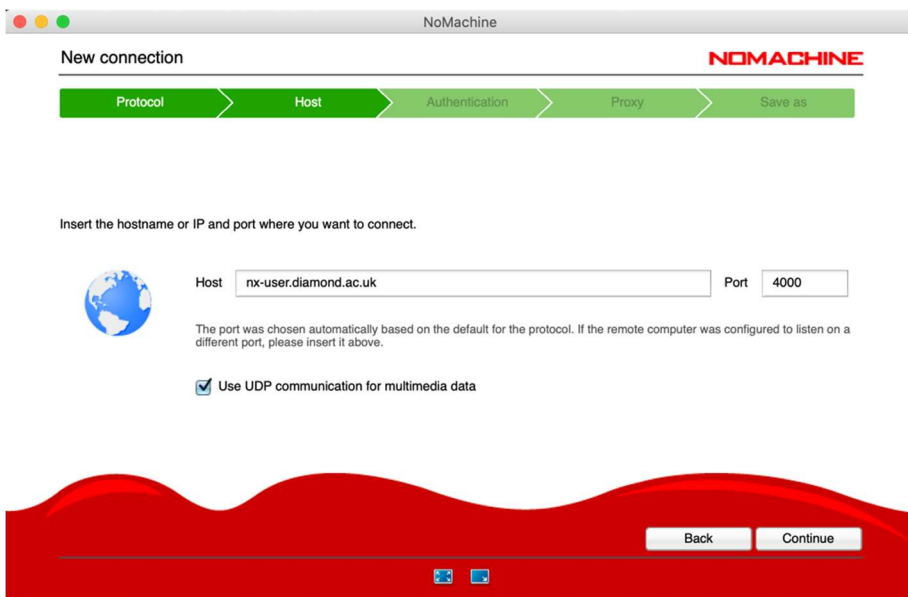 NoMachine
New connection
NOMACHINE
Protocol
Host
Authentication
Proxy
Save as
Insert the hostname or IP and port where you want to connect.
Host nx-user.diamond.ac.uk Port 4000
The port was chosen automatically based on the default for the protocol. If the remote computer was configured to listen on a
different port, please insert it above.
Use UDP communication for multimedia data
Back
Continue